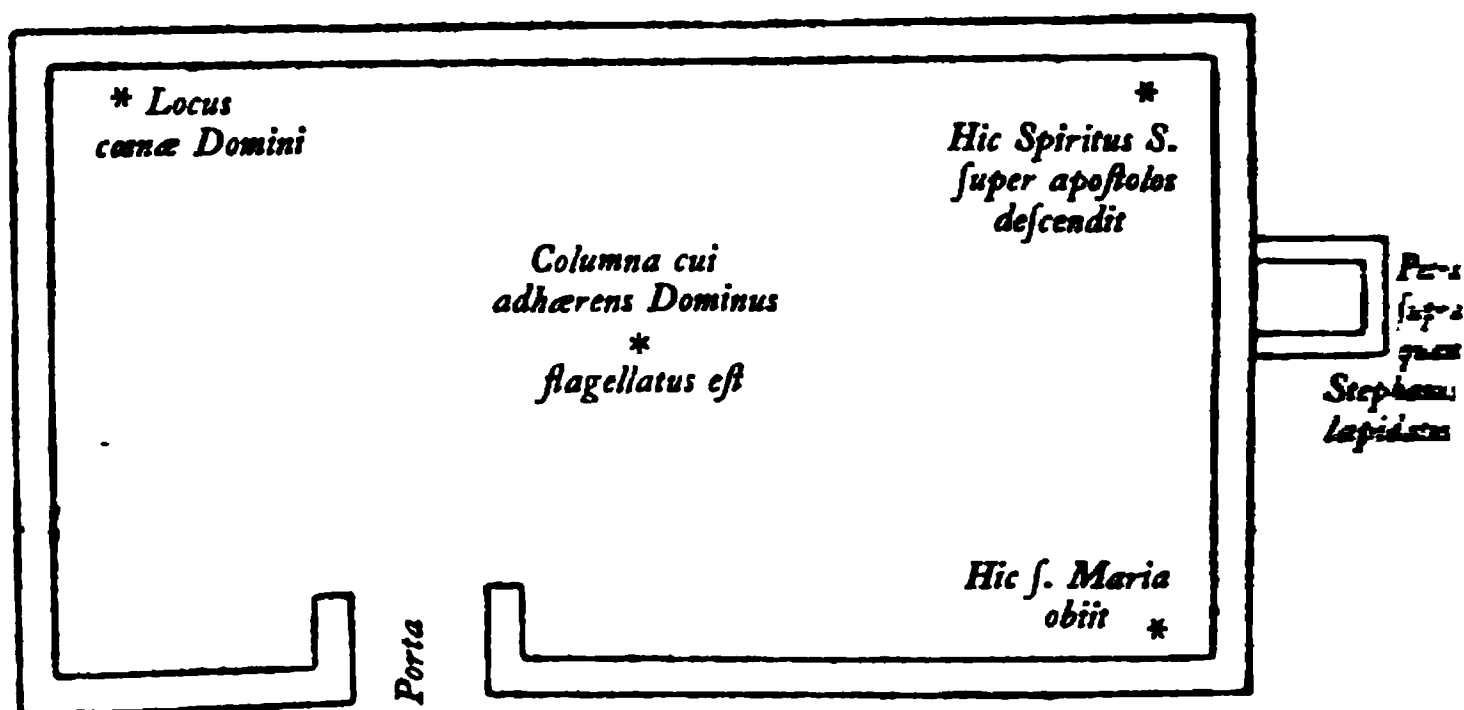 * Locus
cœnæ Domini
*
Hic Spiritus S.
ſuper apoſtolos
deſcendit
Columna cui
adhærens Dominus
*
flagellatus eſt
Hic ſ. Maria
obiit *
Porta